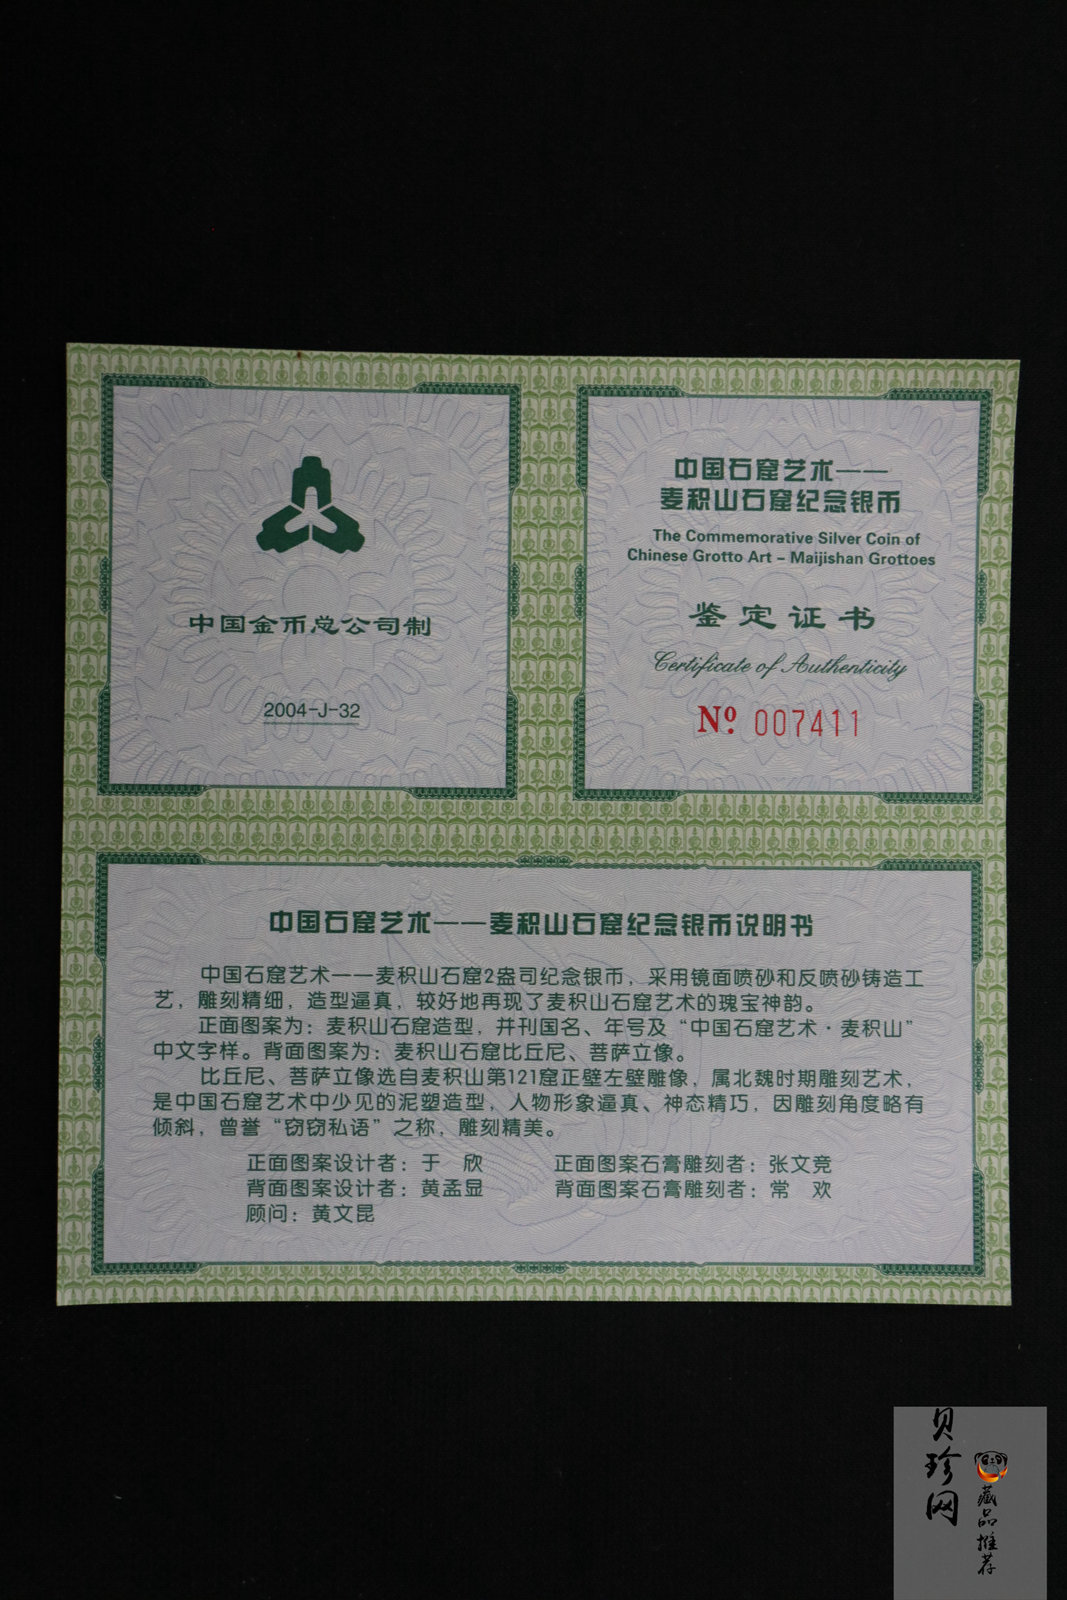 中国金币总公司制
2004-J-32
中国石窟艺术——
麦积山石窟纪念银币
The Commemorative Silver Coin of
Chinese Grotto Art – Maijishan Grottoes
鉴定证书
Certificate of Authenticity
Nº. 007411
中国石窟艺术——麦积山石窟纪念银币说明书
中国石窟艺术——麦积山石窟2盎司纪念银币，采用镜面喷砂和反喷砂铸造工
艺，雕刻精细，造型逼真，较好地再现了麦积山石窟艺术的瑰宝神韵。
正面图案为：麦积山石窟造型，并刊国名、年号及“中国石窟艺术·麦积山”
中文字样。背面图案为：麦积山石窟比丘尼、菩萨立像。
比丘尼、菩萨立像选自麦积山第121窟正壁左壁雕像，属北魏时期雕刻艺术，
是中国石窟艺术中少见的泥塑造型，人物形象逼真、神态精巧，因雕刻角度略有
倾斜，曾誉“窃窃私语”之称，雕刻精美。
正面图案设计者：于　欣　　正面图案石膏雕刻者：张文竞
背面图案设计者：黄孟显　　背面图案石膏雕刻者：常　欢
顾问：黄文昆
贝珍网
藏品推荐